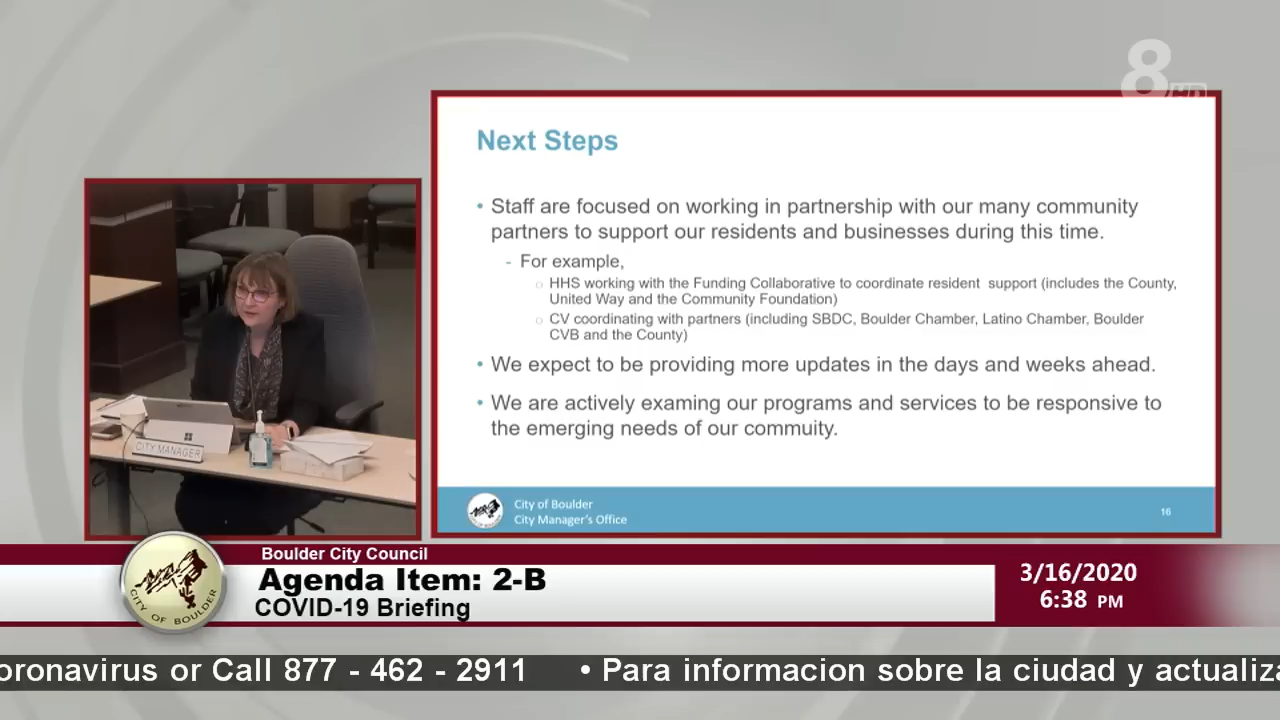 8
HD
Next Steps
• Staff are focused on working in partnership with our many community
partners to support our residents and businesses during this time.
- For example,
○ HHS working with the Funding Collaborative to coordinate resident support (includes the County,
United Way and the Community Foundation)
○ CV coordinating with partners (including SBDC, Boulder Chamber, Latino Chamber, Boulder
CVB and the County)
• We expect to be providing more updates in the days and weeks ahead.
• We are actively examining our programs and services to be responsive to
the emerging needs of our commuity.
City of Boulder
City Manager's Office
16
CITY MANAGER
Boulder City Council
Agenda Item: 2-B
COVID-19 Briefing
CITY OF BOULDER
3/16/2020
6:38 PM
oronavirus or Call 877 - 462 - 2911 • Para informacion sobre la ciudad y actualiza